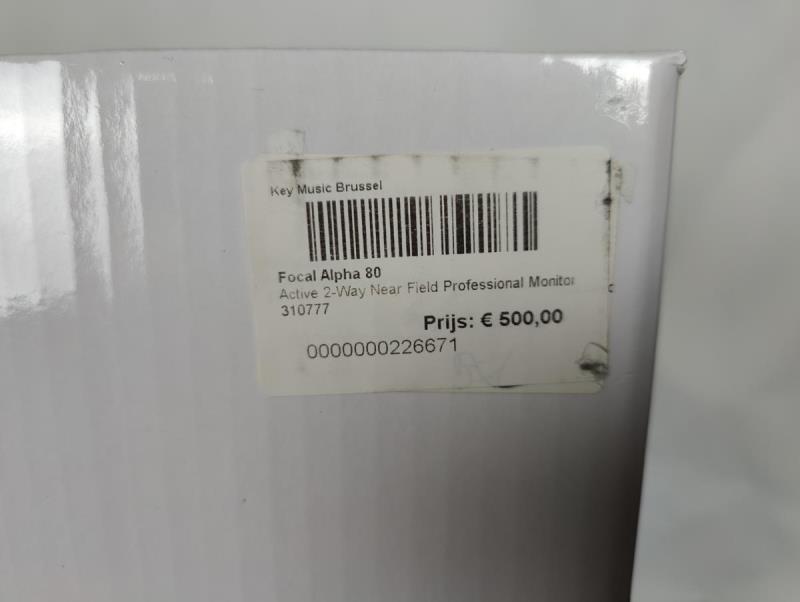 Key Music Brussel
Focal Alpha 80
Active 2-Way Near Field Professional Monitor
310777
Prijs: € 500,00
0000000226671